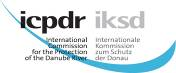 icpdr iksd
International Internationale
Commission Kommission
for the Protection zum Schutz
of the Danube River der Donau